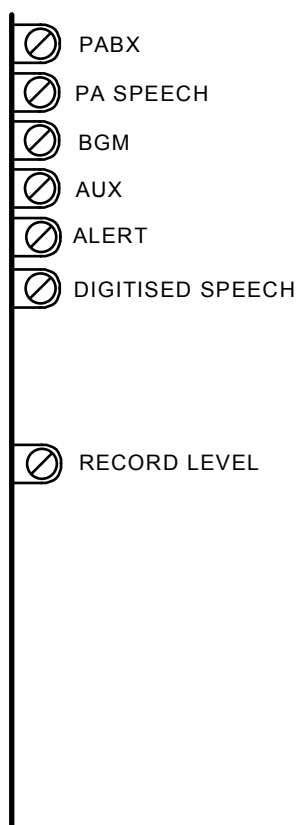 PABX
PA SPEECH
BGM
AUX
ALERT
DIGITISED SPEECH
RECORD LEVEL